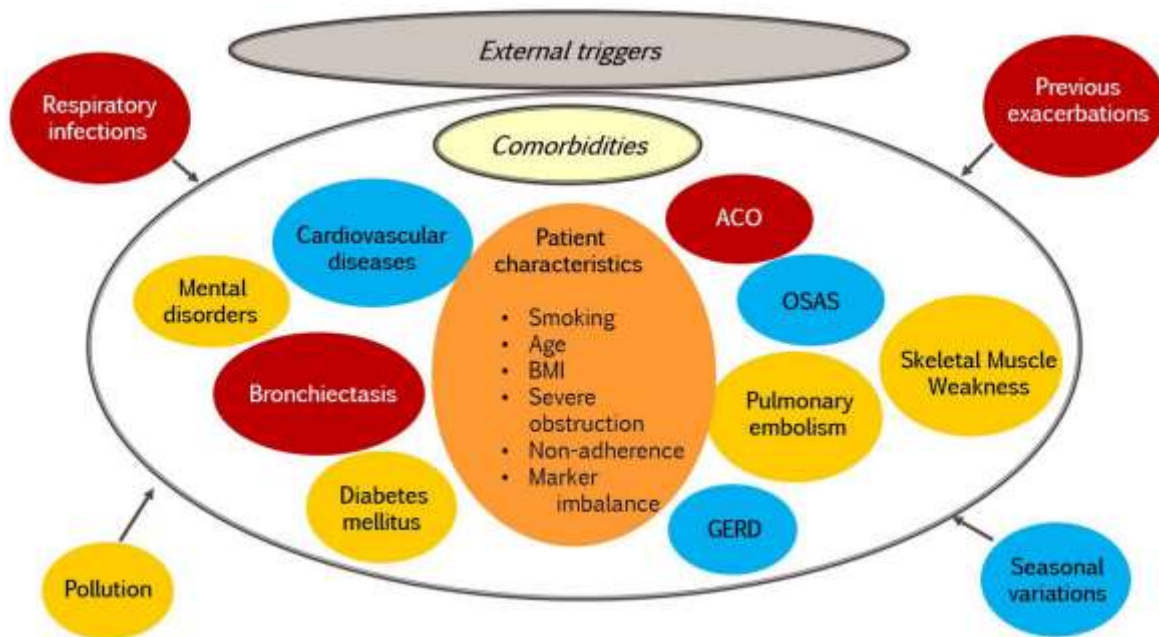 External triggers
Respiratory
infections
Previous
exacerbations
Comorbidities
Cardiovascular
diseases
Mental
disorders
Bronchiectasis
Diabetes
mellitus
Patient
characteristics
• Smoking
• Age
• BMI
• Severe
obstruction
• Non-adherence
• Marker
imbalance
ACO
OSAS
Skeletal Muscle
Weakness
Pulmonary
embolism
GERD
Pollution
Seasonal
variations